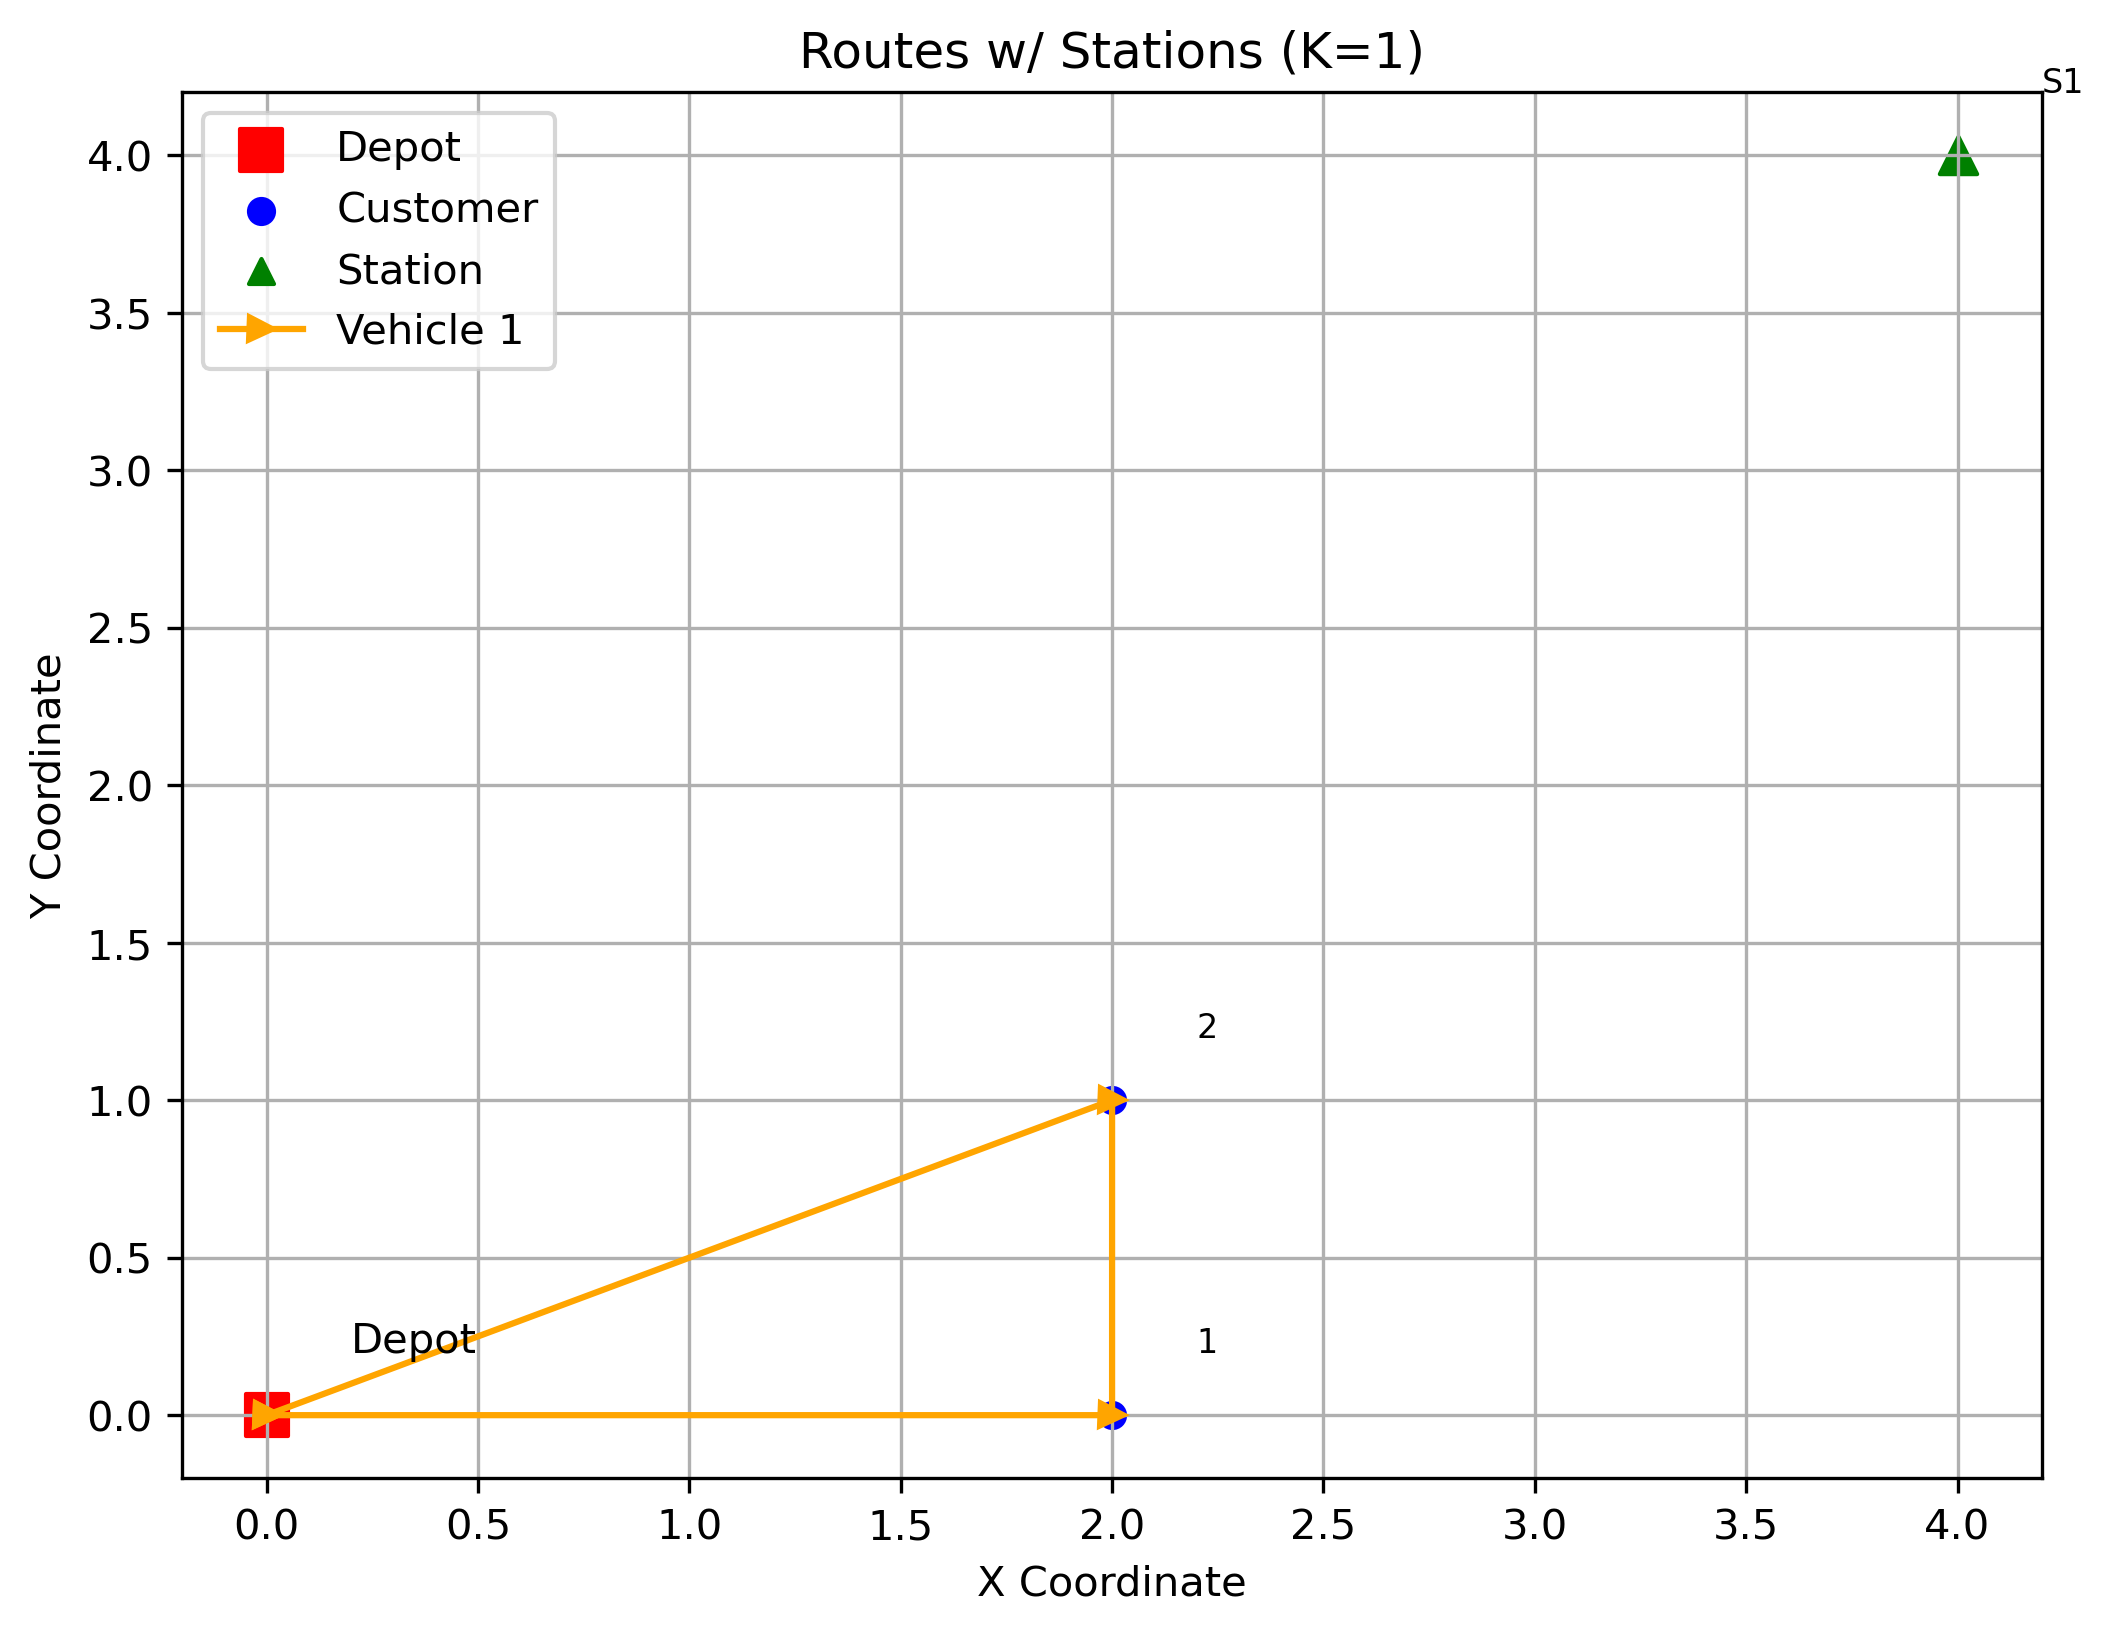 Routes w/ Stations (K=1)
S1
Depot
Customer
Station
Vehicle 1
4.0
3.5
3.0
2.5
2.0
1.5
1.0
0.5
0.0
Y Coordinate
2
1
Depot
0.0 0.5 1.0 1.5 2.0 2.5 3.0 3.5 4.0
X Coordinate